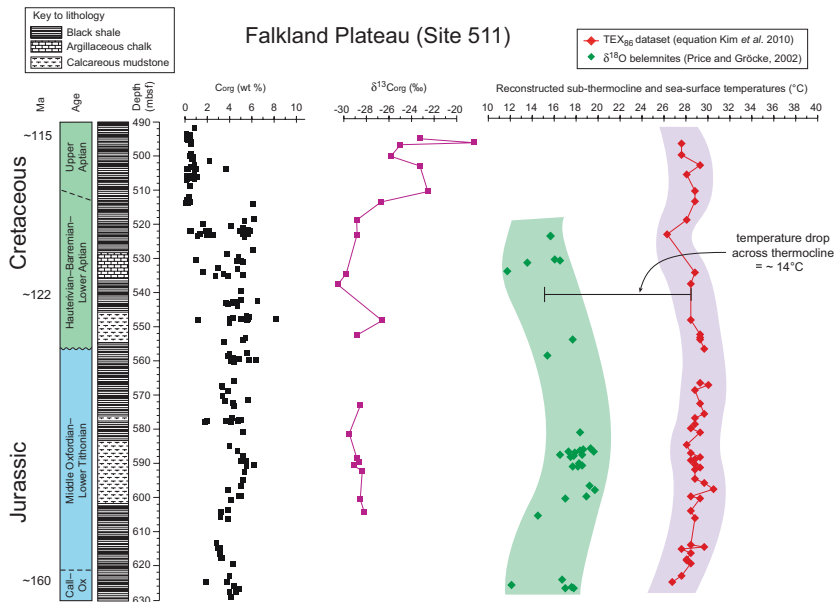 Key to lithology
Black shale
Argillaceous chalk
Calcareous mudstone
Falkland Plateau (Site 511)
TEX86 dataset (equation Kim et al. 2010)
δ18O belemnites (Price and Gröcke, 2002)
Ma
Age
Depth (mbsf)
Corg (wt %)
0 2 4 6 8 10
δ13Corg (‰)
-30 -28 -26 -24 -22 -20
Reconstructed sub-thermocline and sea-surface temperatures (°C)
10 12 14 16 18 20 22 24 26 28 30 32 34 36 38 40
490
500
510
520
530
540
550
560
570
580
590
600
610
620
630
~115
~122
~160
Cretaceous
Jurassic
Upper Aptian
Hauterivian–Barremian–Lower Aptian
Middle Oxfordian–Lower Tithonian
Call–Ox
temperature drop
across thermocline
= ~ 14°C